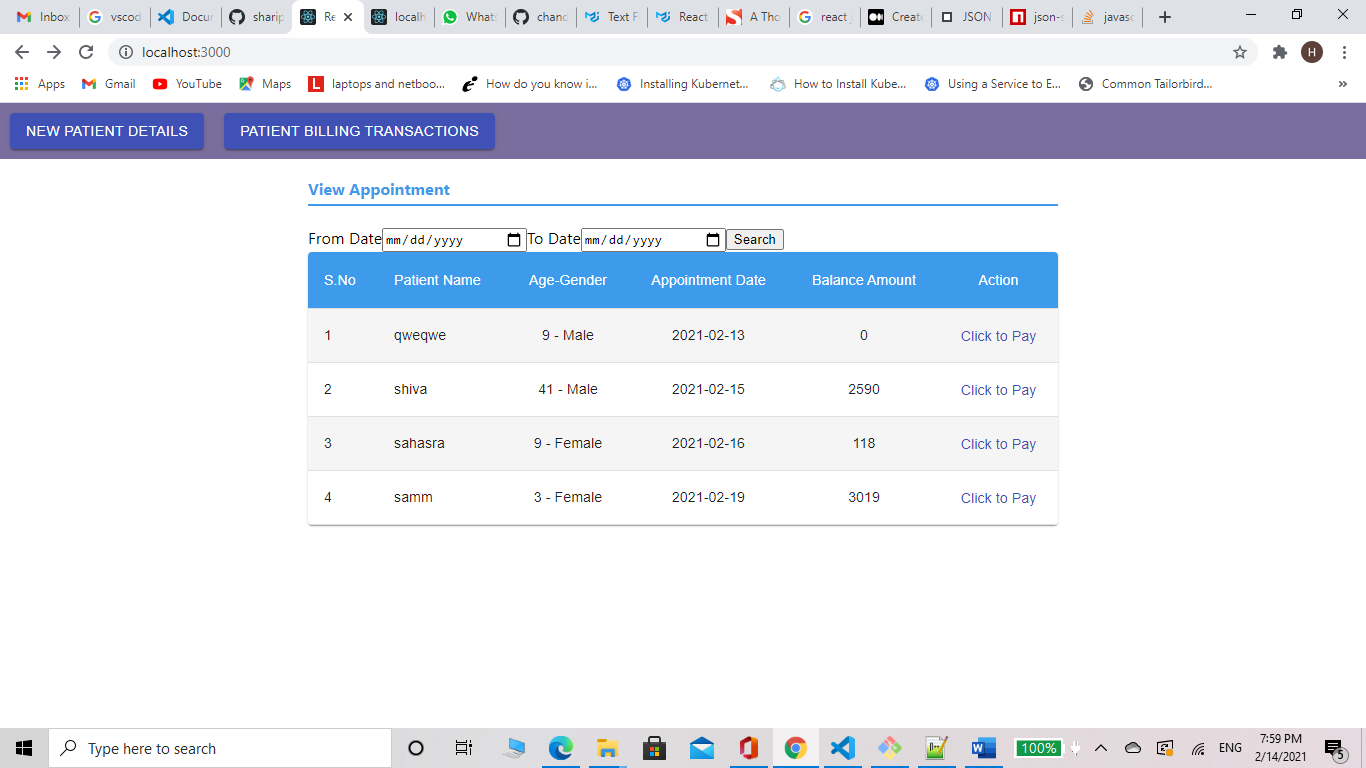 Inbox vscod Docur sharip Re localh Whats chand Text F React A Tho react j Create JSON json-s javasc
localhost:3000 H
Apps Gmail YouTube Maps L laptops and netboo... How do you know i... Installing Kubernet... How to Install Kube... Using a Service to E... Common Tailorbird... »
NEW PATIENT DETAILS PATIENT BILLING TRANSACTIONS
View Appointment
From Date mm/dd/yyyy To Date mm/dd/yyyy Search
S.No Patient Name Age-Gender Appointment Date Balance Amount Action
1 qweqwe 9 - Male 2021-02-13 0 Click to Pay
2 shiva 41 - Male 2021-02-15 2590 Click to Pay
3 sahasra 9 - Female 2021-02-16 118 Click to Pay
4 samm 3 - Female 2021-02-19 3019 Click to Pay
Type here to search 100% ENG 7:59 PM
2/14/2021 5